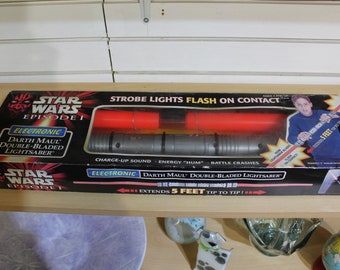 STAR
WARS
EPISODE I
STROBE LIGHTS FLASH ON CONTACT
ELECTRONIC
DARTH MAUL
DOUBLE-BLADED LIGHTSABER
CHARGE-UP SOUND • ENERGY "HUM" • BATTLE CRASHES
STAR
WARS
EPISODE I
ELECTRONIC DARTH MAUL DOUBLE-BLADED LIGHTSABER
EXTENDS 5 FEET TIP TO TIP!